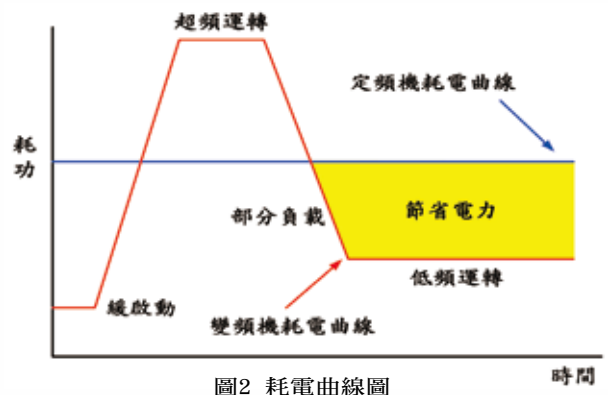 超頻運轉
定頻機耗電曲線
耗
功
部分負載
節省電力
低頻運轉
緩啟動
變頻機耗電曲線
時間
圖2 耗電曲線圖